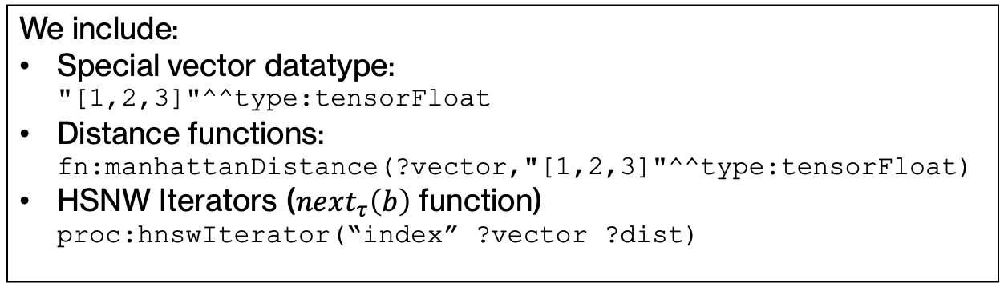 We include:
• Special vector datatype:
"[1,2,3]"^^type:tensorFloat
• Distance functions:
fn:manhattanDistance(?vector,"[1,2,3]"^^type:tensorFloat)
• HSNW Iterators (𝑛𝑒𝑥𝑡τ(𝑏) function)
proc:hnswIterator(“index” ?vector ?dist)